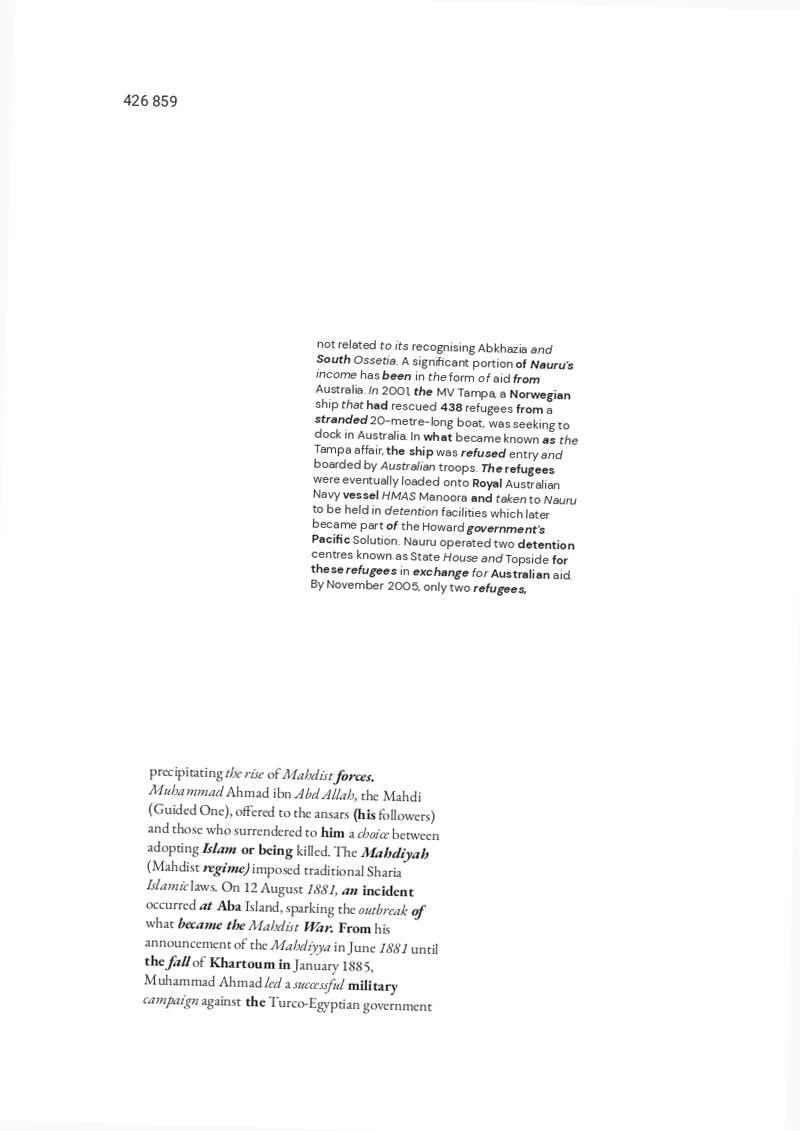 426 859
not related to its recognising Abkhazia and
South Ossetia. A significant portion of Nauru's
income has been in the form of aid from
Australia. In 2001, the MV Tampa, a Norwegian
ship that had rescued 438 refugees from a
stranded 20-metre-long boat, was seeking to
dock in Australia. In what became known as the
Tampa affair, the ship was refused entry and
boarded by Australian troops. The refugees
were eventually loaded onto Royal Australian
Navy vessel HMAS Manoora and taken to Nauru
to be held in detention facilities which later
became part of the Howard government's
Pacific Solution. Nauru operated two detention
centres known as State House and Topside for
these refugees in exchange for Australian aid.
By November 2005, only two refugees,
precipitating the rise of Mahdist forces.
Muhammad Ahmad ibn Abd Allah, the Mahdi
(Guided One), offered to the ansars (his followers)
and those who surrendered to him a choice between
adopting Islam or being killed. The Mahdiyah
(Mahdist regime) imposed traditional Sharia
Islamic laws. On 12 August 1881, an incident
occurred at Aba Island, sparking the outbreak of
what became the Mahdist War. From his
announcement of the Mahdiyya in June 1881 until
the fall of Khartoum in January 1885,
Muhammad Ahmad led a successful military
campaign against the Turco-Egyptian government